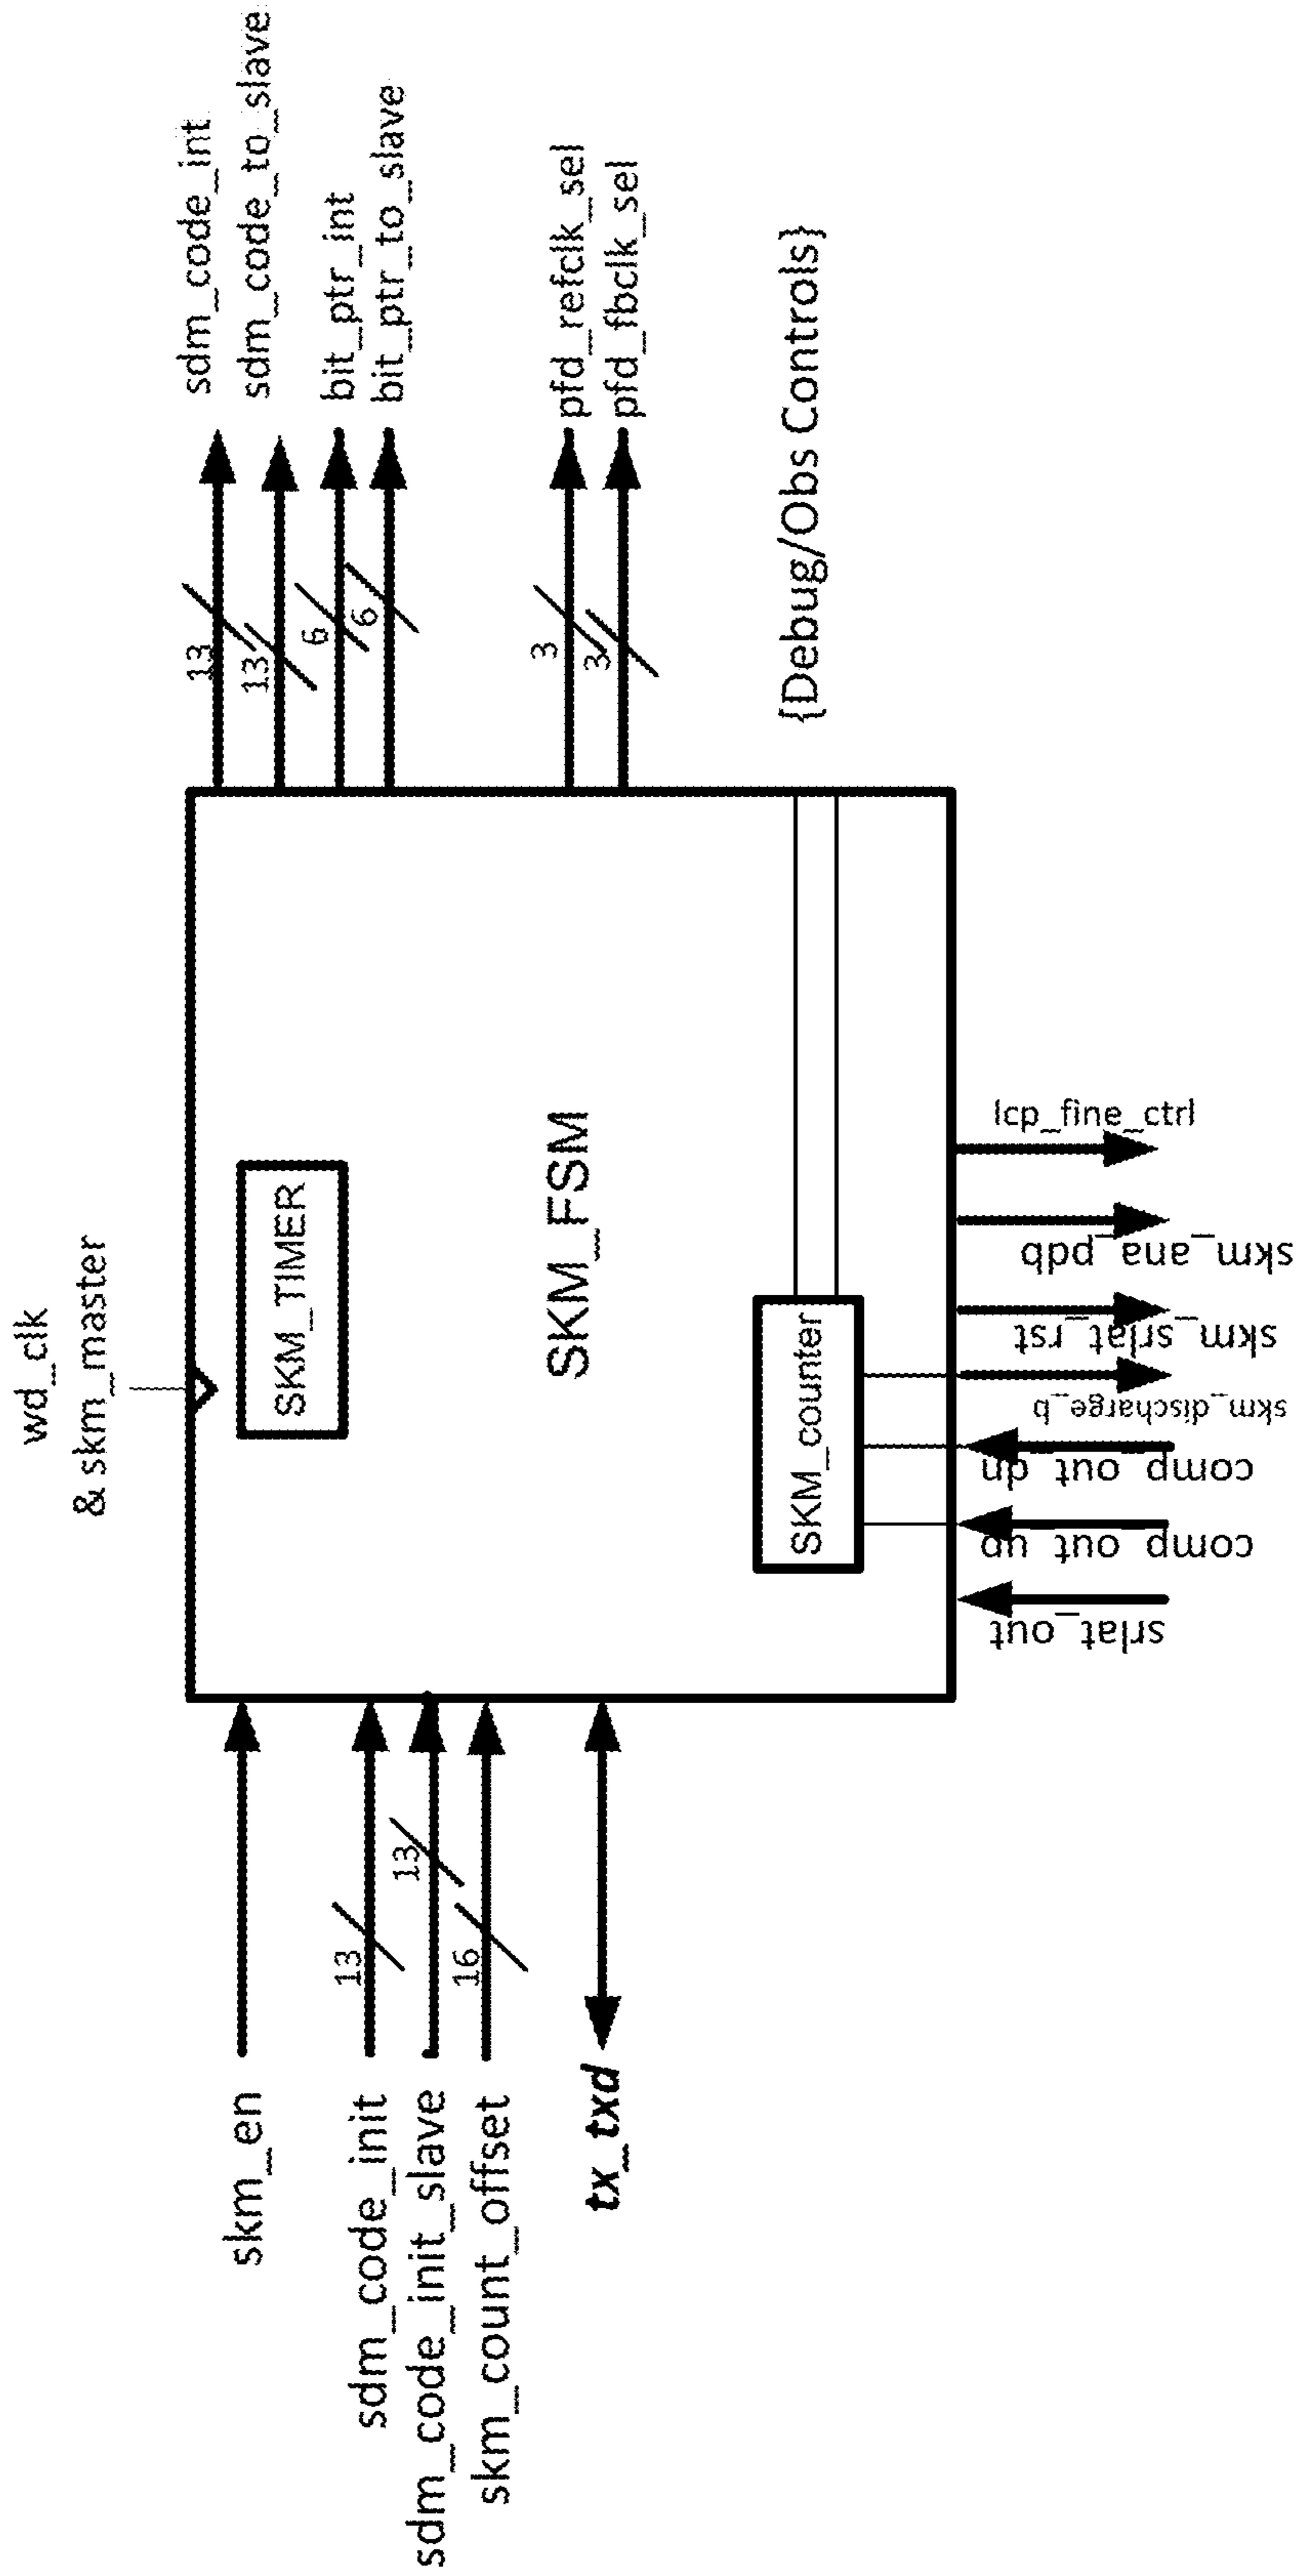 wd_clk
& skm_master
skm_en
sdm_code_init
sdm_code_init_slave
skm_count_offset
tx_txd
13
13
16
SKM_TIMER
SKM_FSM
SKM_counter
sdm_code_int
sdm_code_to_slave
bit_ptr_int
bit_ptr_to_slave
pfd_refclk_sel
pfd_fbclk_sel
13
13
6
6
3
3
{Debug/Obs Controls}
srlat_out
comp_out_up
comp_out_dn
skm_discharge_b
skm_srlat_rst
skm_ana_pdb
lcp_fine_ctrl